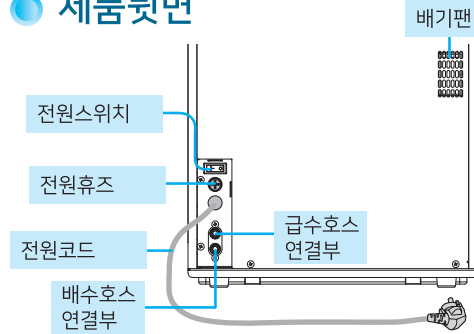 제품뒷면
배기팬
전원스위치
전원휴즈
급수호스
연결부
전원코드
배수호스
연결부